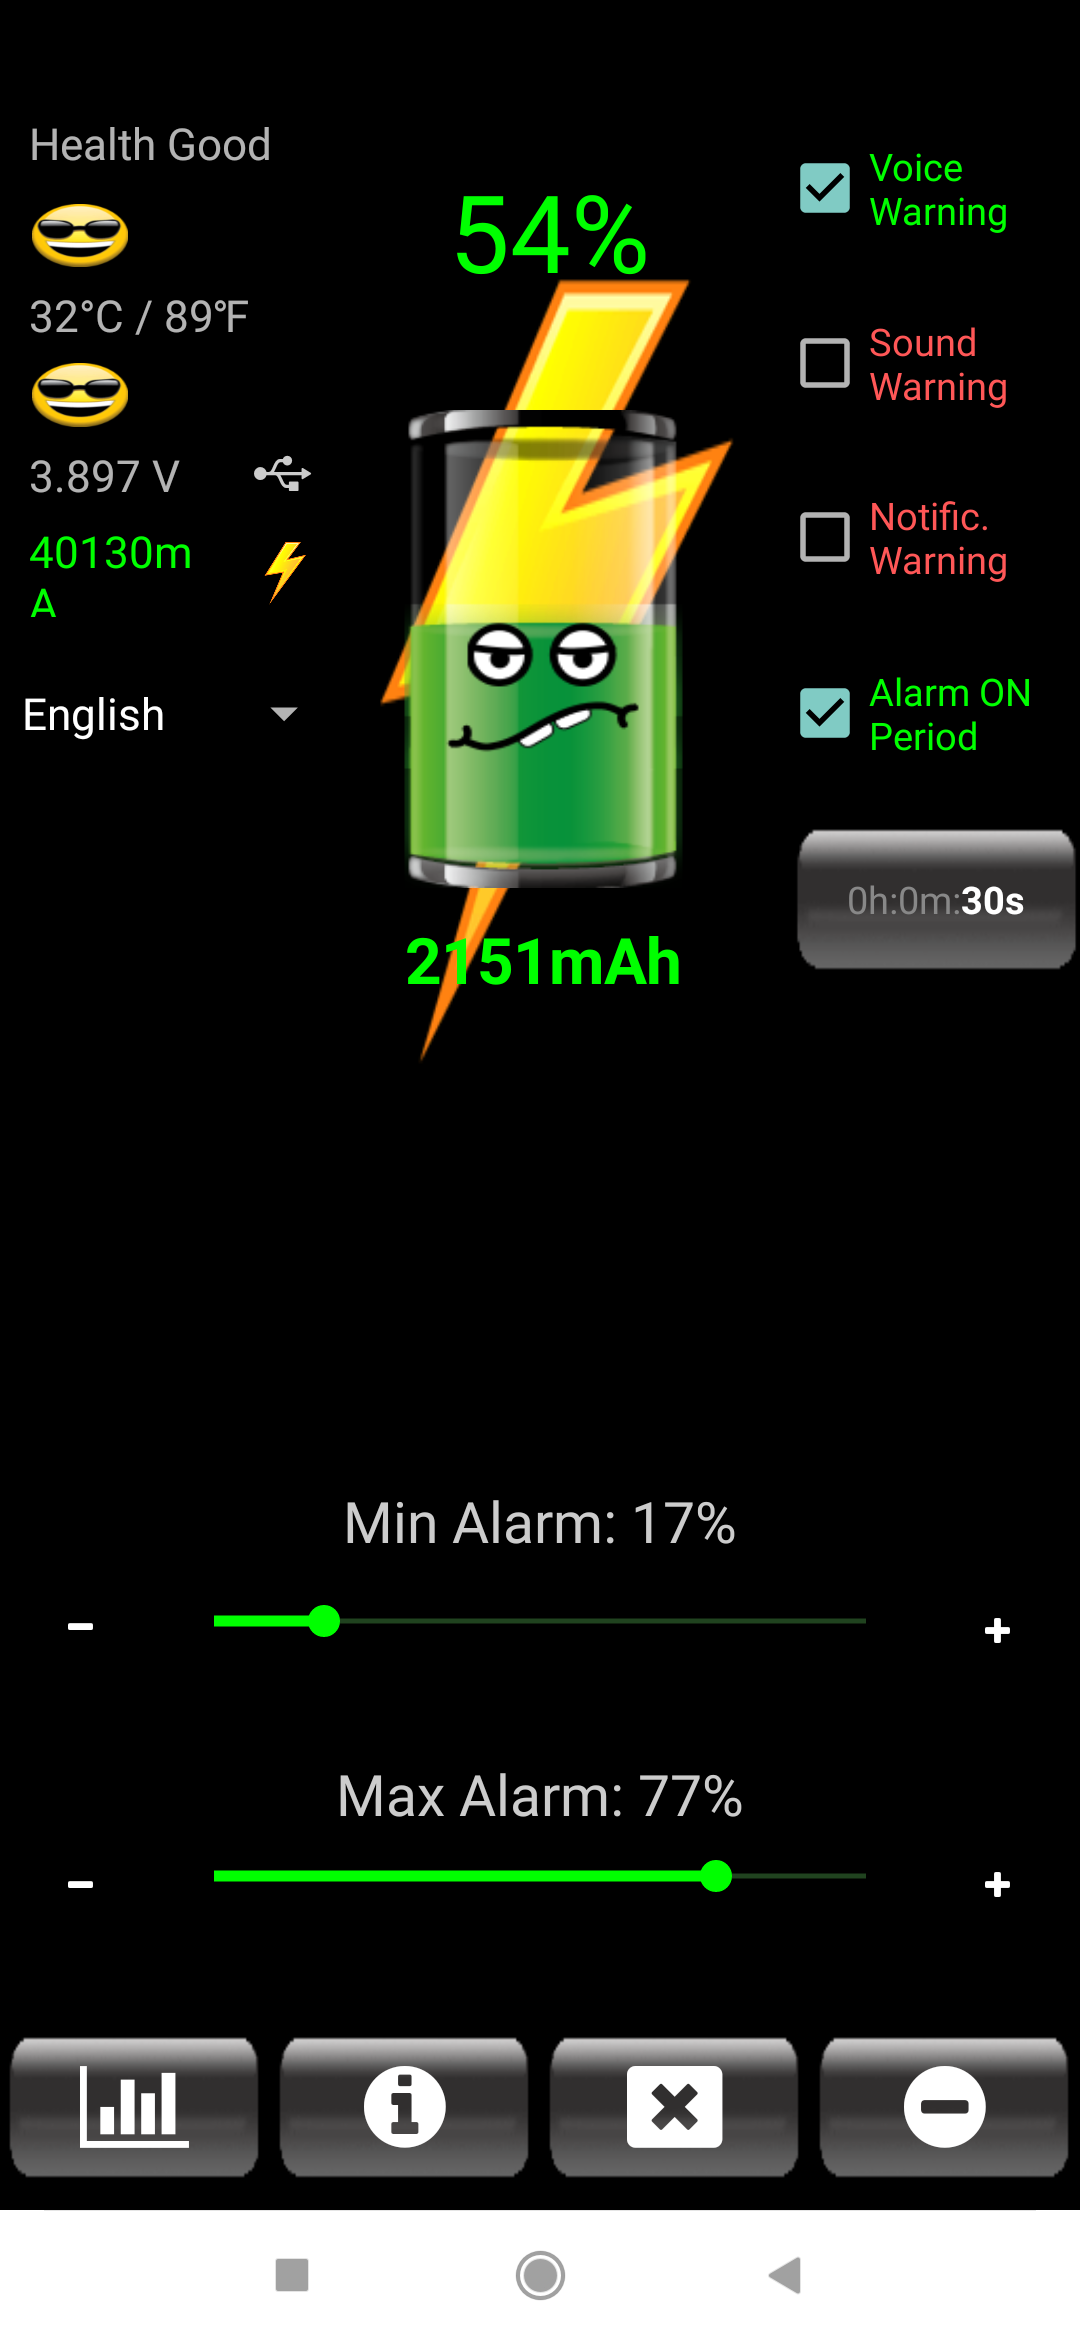 Health Good
54%
32°C / 89°F
3.897 V
40130m
A
English
2151mAh
Voice
Warning
Sound
Warning
Notific.
Warning
Alarm ON
Period
0h:0m:30s
Min Alarm: 17%
- +
Max Alarm: 77%
- +